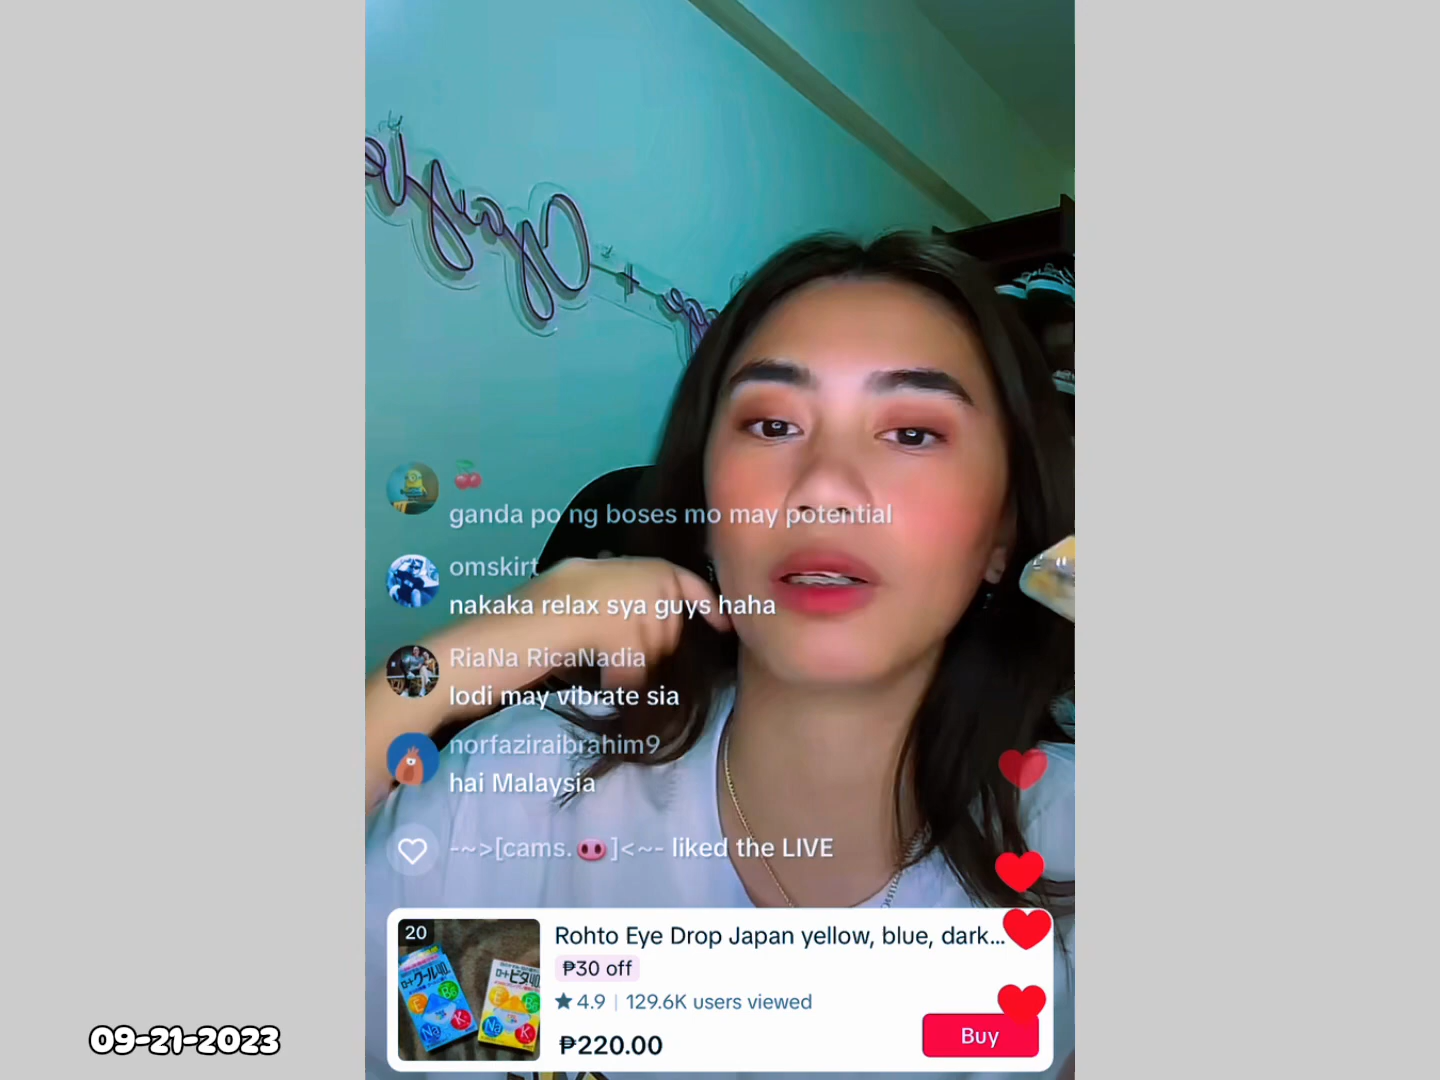 ganda po ng boses mo may potential
omskirt
nakaka relax sya guys haha
RiaNa RicaNadia
lodi may vibrate sia
norfaziraibrahim9
hai Malaysia
-~>[cams.🐽]<~-- liked the LIVE
20
Rohto Eye Drop Japan yellow, blue, dark...
₱30 off
4.9 | 129.6K users viewed
₱220.00
Buy
09-21-2023